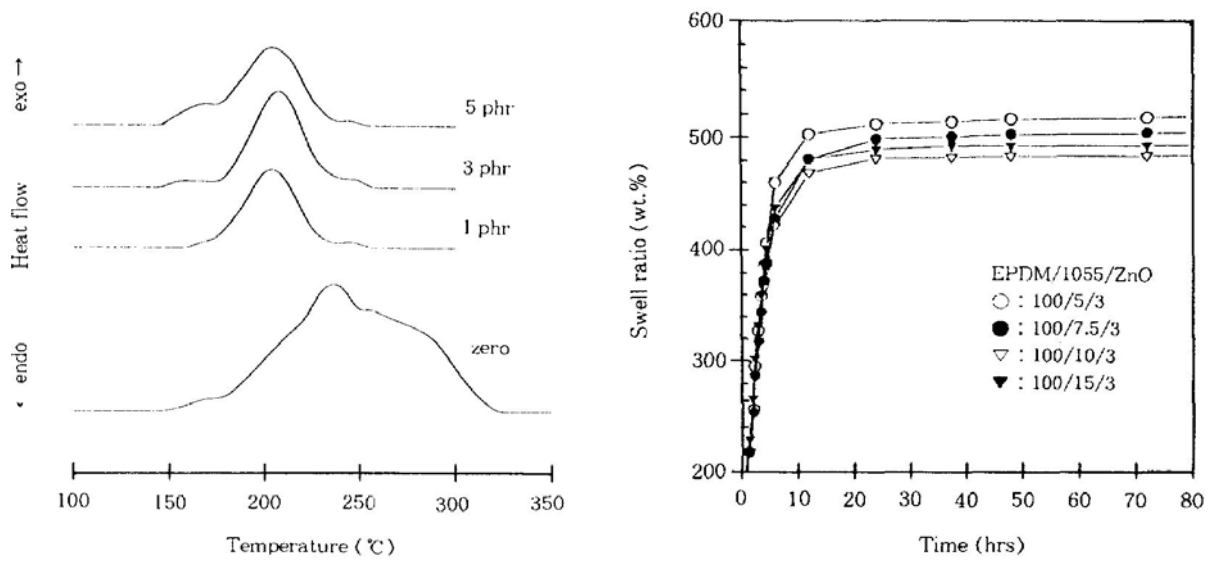 exo →
Heat flow
< endo
5 phr
3 phr
1 phr
zero
100 150 200 250 300 350
Temperature (℃)
600
500
400
300
200
Swell ratio (wt.%)
EPDM/1055/ZnO
○ : 100/5/3
● : 100/7.5/3
▽ : 100/10/3
▼ : 100/15/3
0 10 20 30 40 50 60 70 80
Time (hrs)